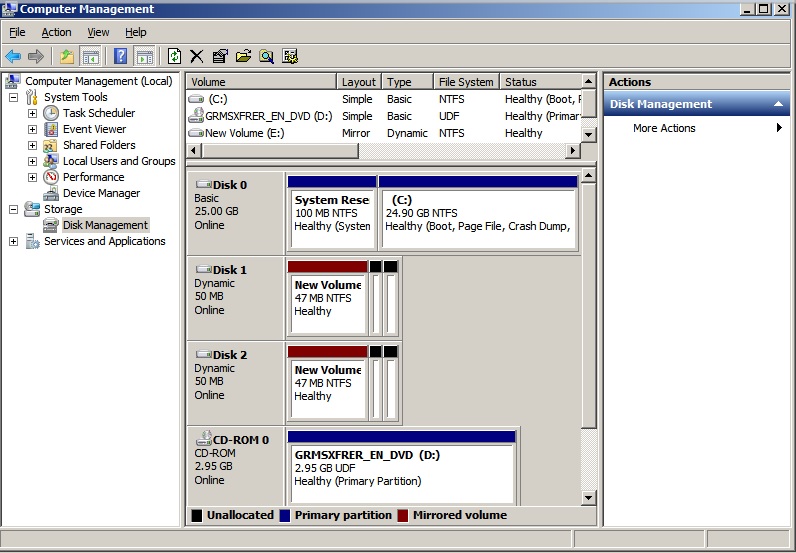 Computer Management
File Action View Help
Computer Management (Local)
System Tools
Task Scheduler
Event Viewer
Shared Folders
Local Users and Groups
Performance
Device Manager
Storage
Disk Management
Services and Applications
Volume Layout Type File System Status
(C:) Simple Basic NTFS Healthy (Boot, F
GRMSXFRER_EN_DVD (D:) Simple Basic UDF Healthy (Primar
New Volume (E:) Mirror Dynamic NTFS Healthy
Disk 0
Basic
25.00 GB
Online
System Rese
100 MB NTFS
Healthy (System
(C:)
24.90 GB NTFS
Healthy (Boot, Page File, Crash Dump,
Disk 1
Dynamic
50 MB
Online
New Volume
47 MB NTFS
Healthy
Disk 2
Dynamic
50 MB
Online
New Volume
47 MB NTFS
Healthy
CD-ROM 0
CD-ROM
2.95 GB
Online
GRMSXFRER_EN_DVD (D:)
2.95 GB UDF
Healthy (Primary Partition)
Unallocated Primary partition Mirrored volume
Actions
Disk Management
More Actions